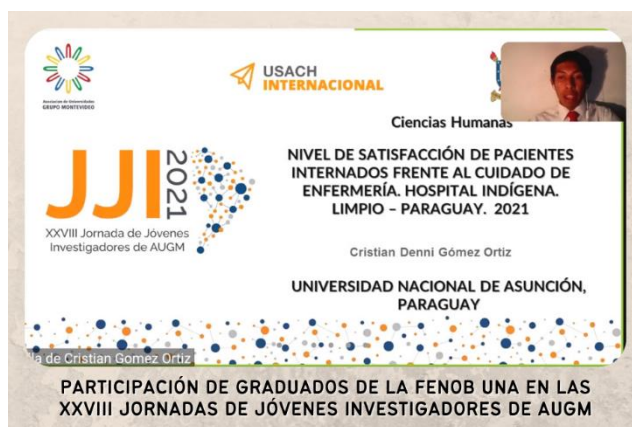 Asociación de Universidades
GRUPO MONTEVIDEO
USACH
INTERNACIONAL
Ciencias Humanas
JJI
2021
XXVIII Jornada de Jóvenes
Investigadores de AUGM
NIVEL DE SATISFACCIÓN DE PACIENTES
INTERNADOS FRENTE AL CUIDADO DE
ENFERMERÍA. HOSPITAL INDÍGENA.
LIMPIO – PARAGUAY. 2021
Cristian Denni Gómez Ortiz
UNIVERSIDAD NACIONAL DE ASUNCIÓN,
PARAGUAY
la de Cristian Gomez Ortiz
PARTICIPACIÓN DE GRADUADOS DE LA FENOB UNA EN LAS
XXVIII JORNADAS DE JÓVENES INVESTIGADORES DE AUGM